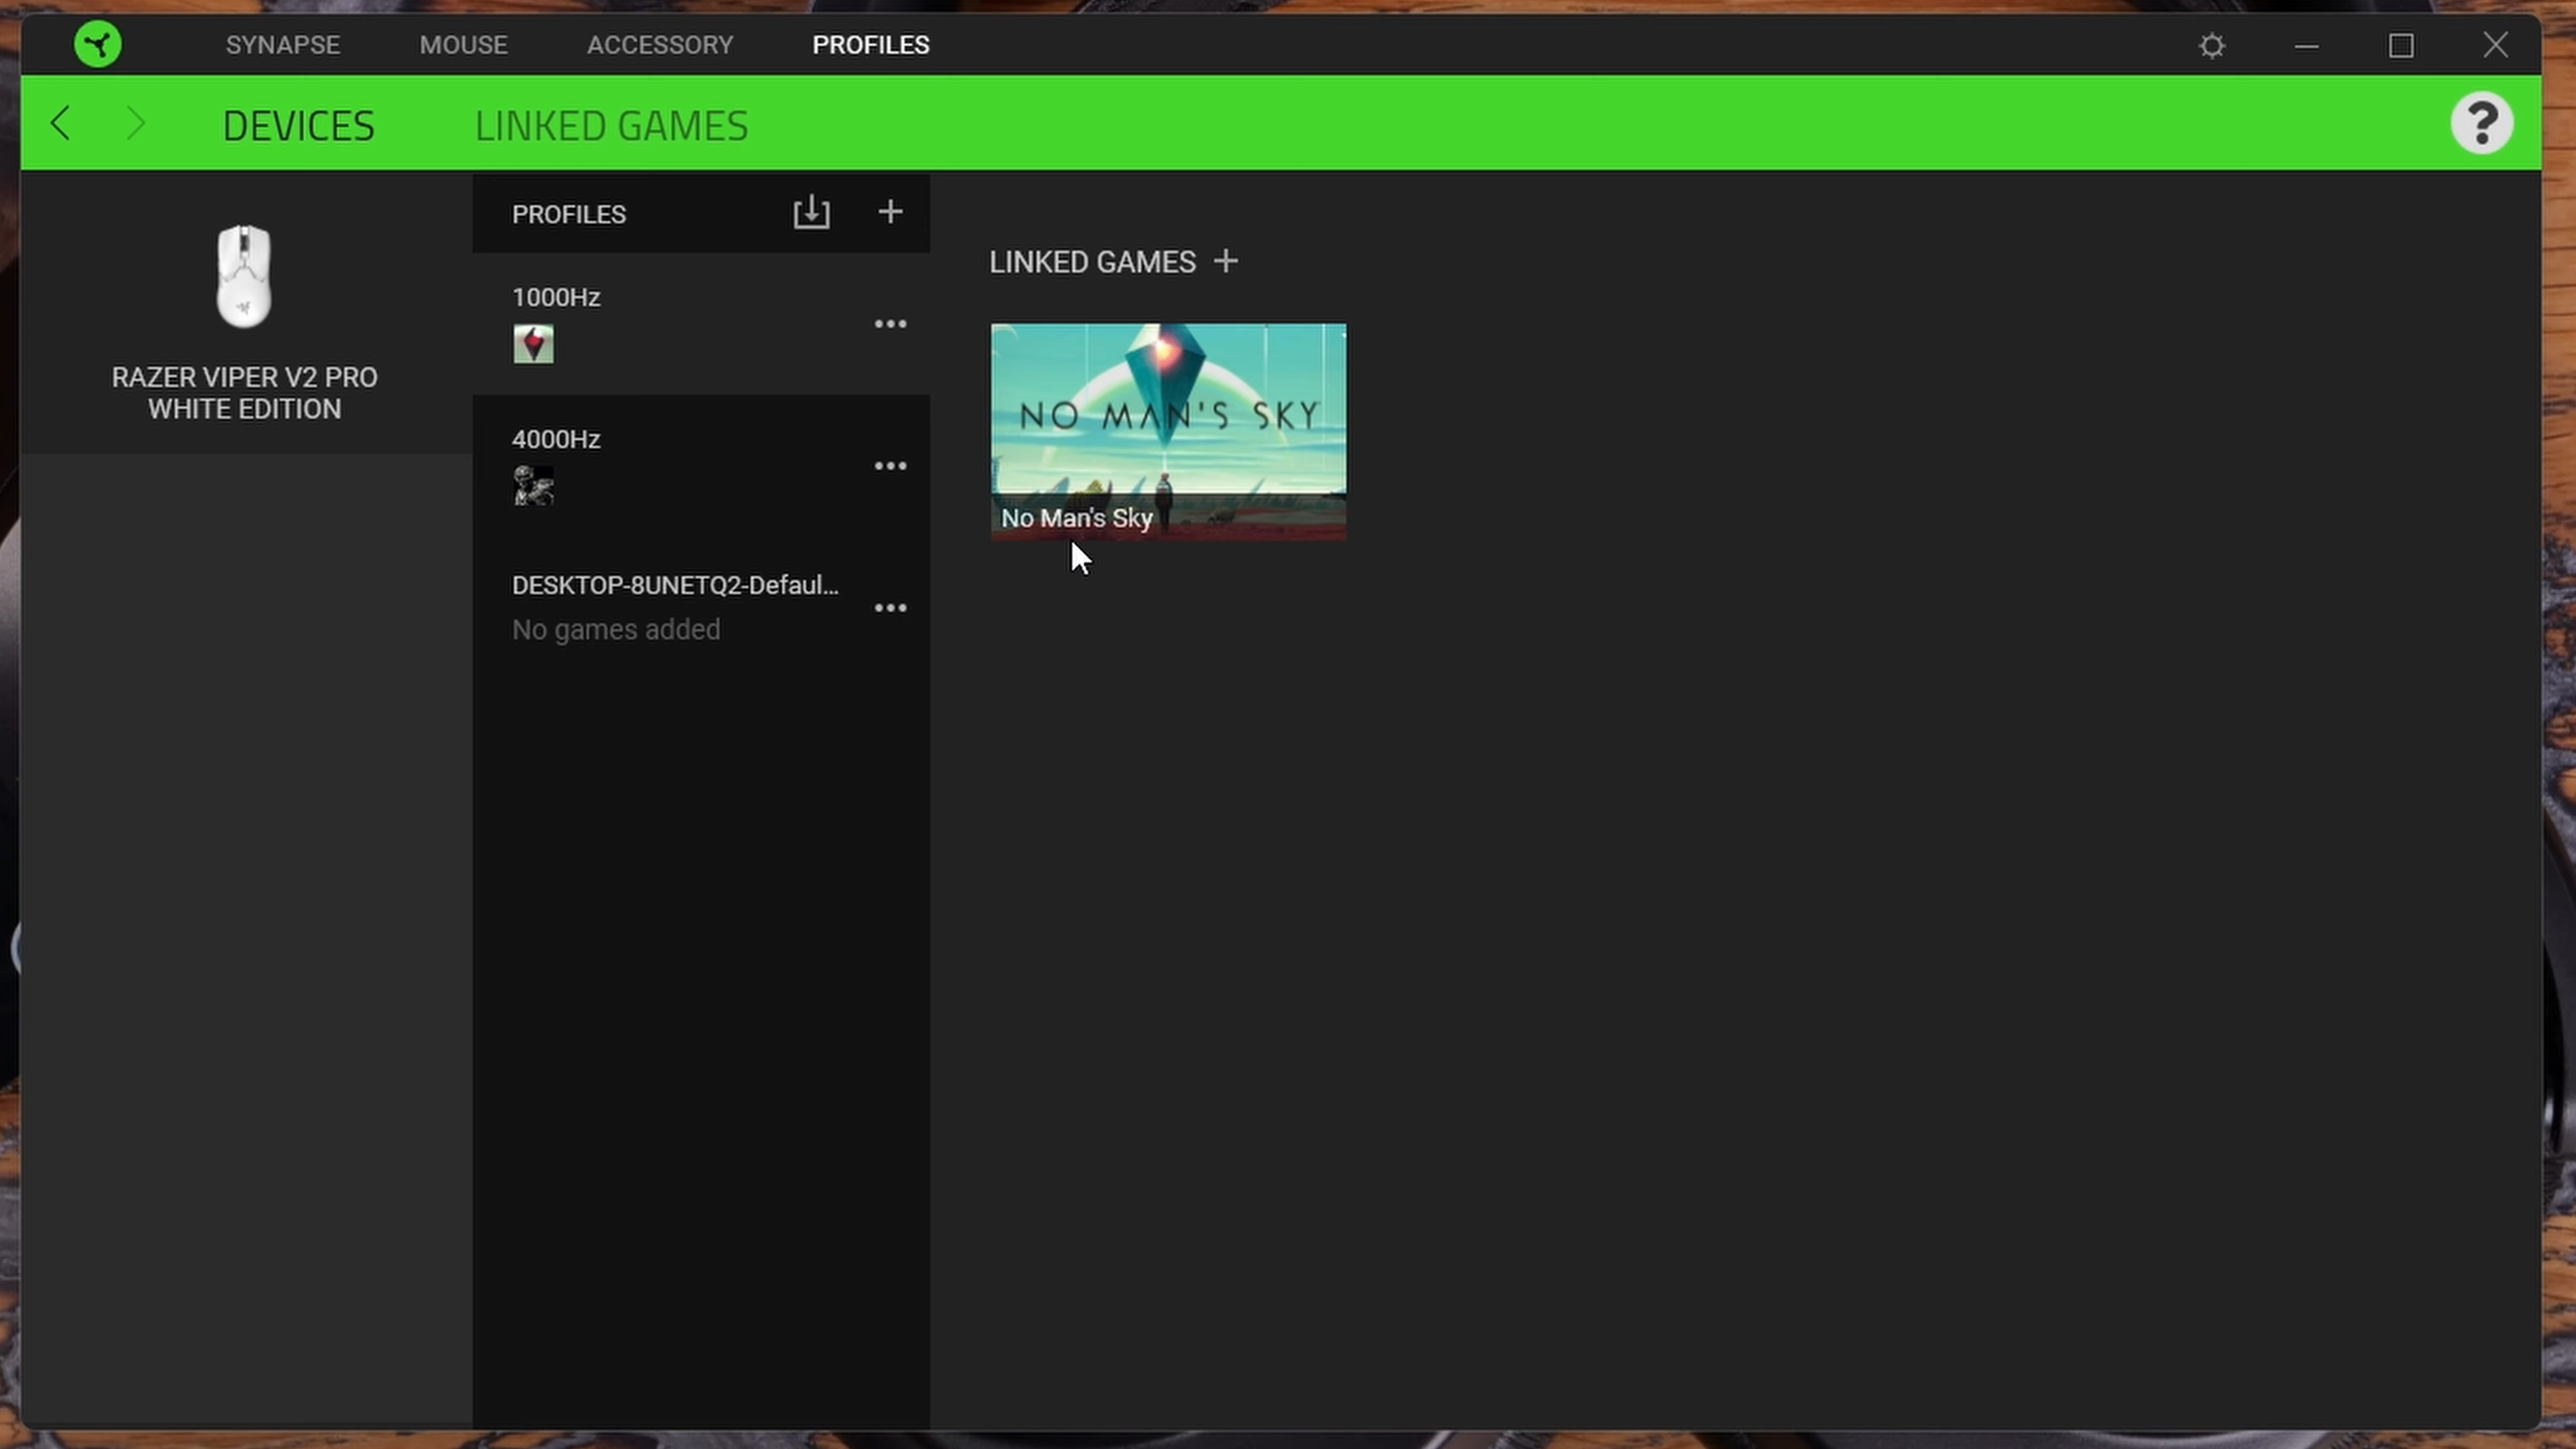 SYNAPSE MOUSE ACCESSORY PROFILES
DEVICES LINKED GAMES
?
RAZER VIPER V2 PRO
WHITE EDITION
PROFILES
1000Hz
4000Hz
DESKTOP-8UNETQ2-Defaul...
No games added
LINKED GAMES +
NO MAN'S SKY
No Man's Sky